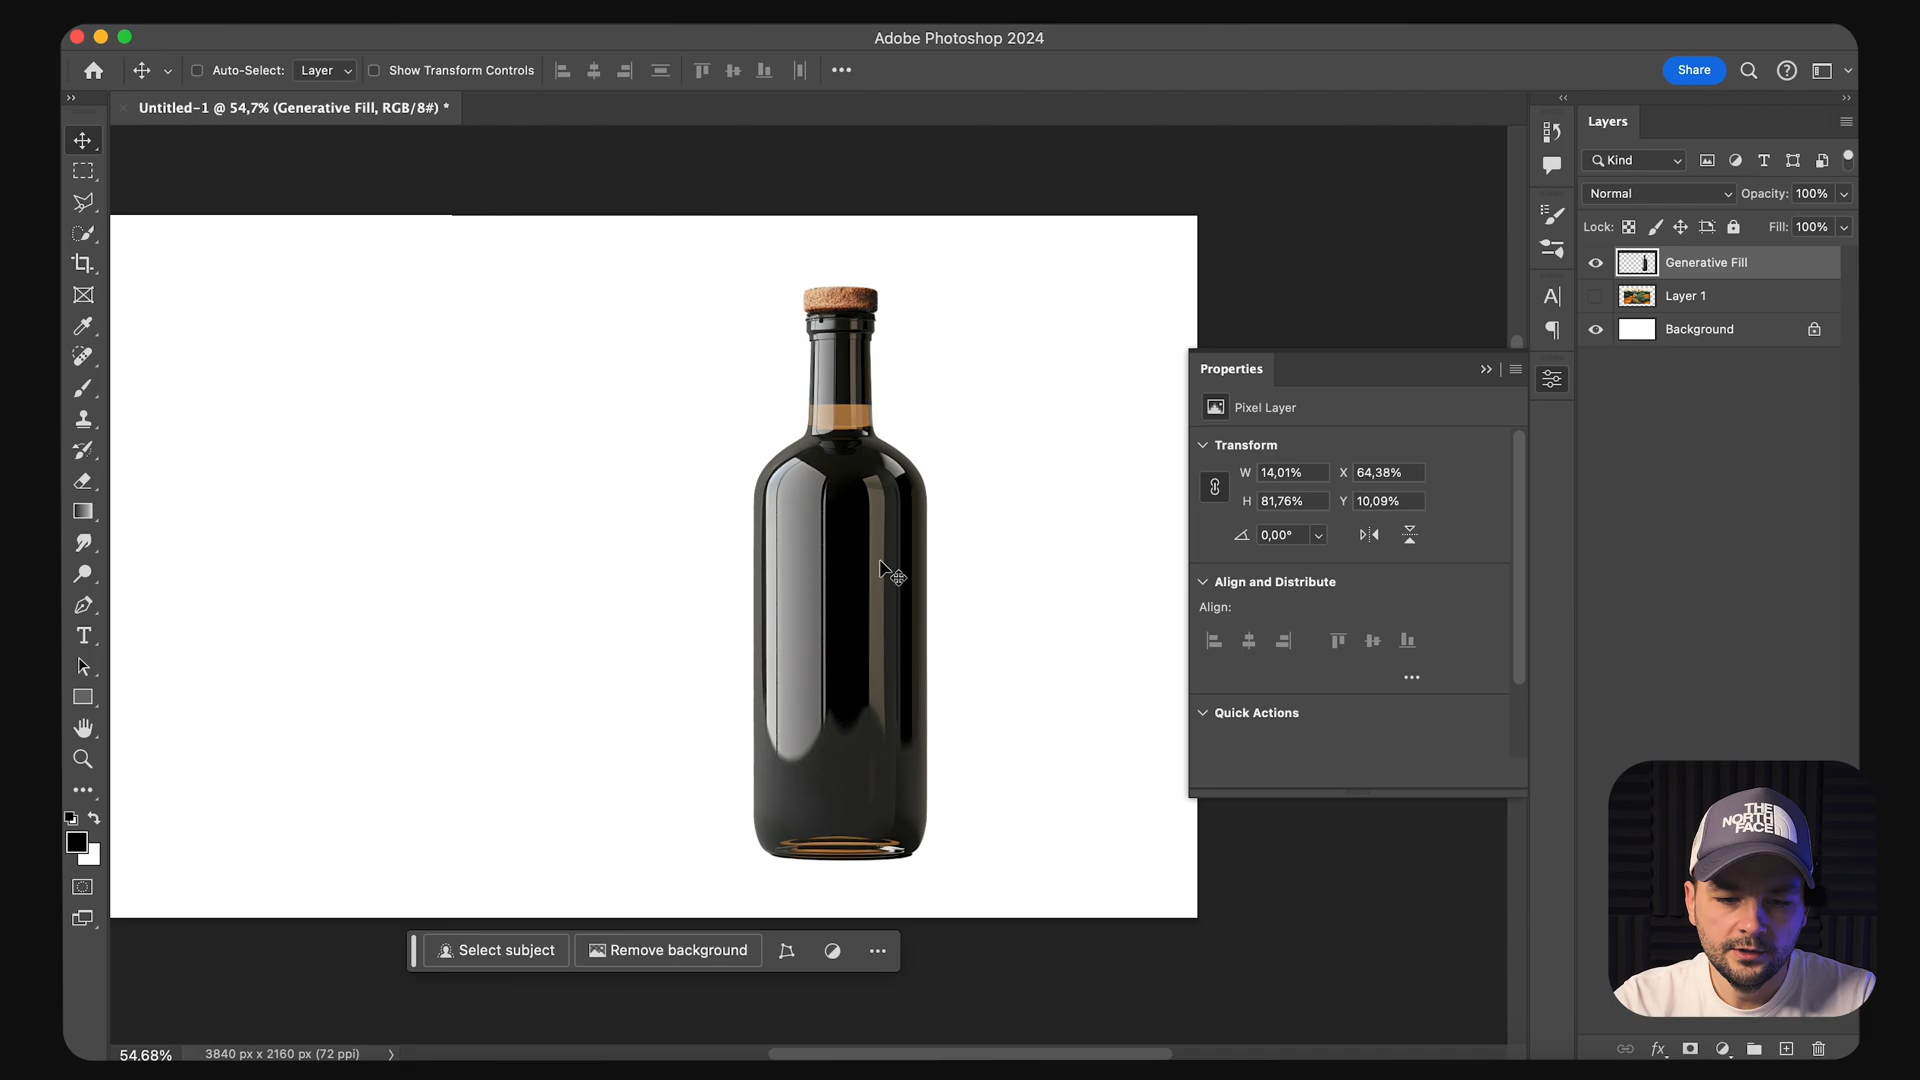 Adobe Photoshop 2024
Auto-Select: Layer Show Transform Controls
Share
Untitled-1 @ 54,7% (Generative Fill, RGB/8#) *
Layers
Kind
Normal Opacity: 100%
Lock: Fill: 100%
Generative Fill
Layer 1
Background
Properties
Pixel Layer
Transform
W 14,01% X 64,38%
H 81,76% Y 10,09%
0,00°
Align and Distribute
Align:
Quick Actions
Select subject Remove background
54.68% 3840 px x 2160 px (72 ppi)
THE
NORTH
FACE